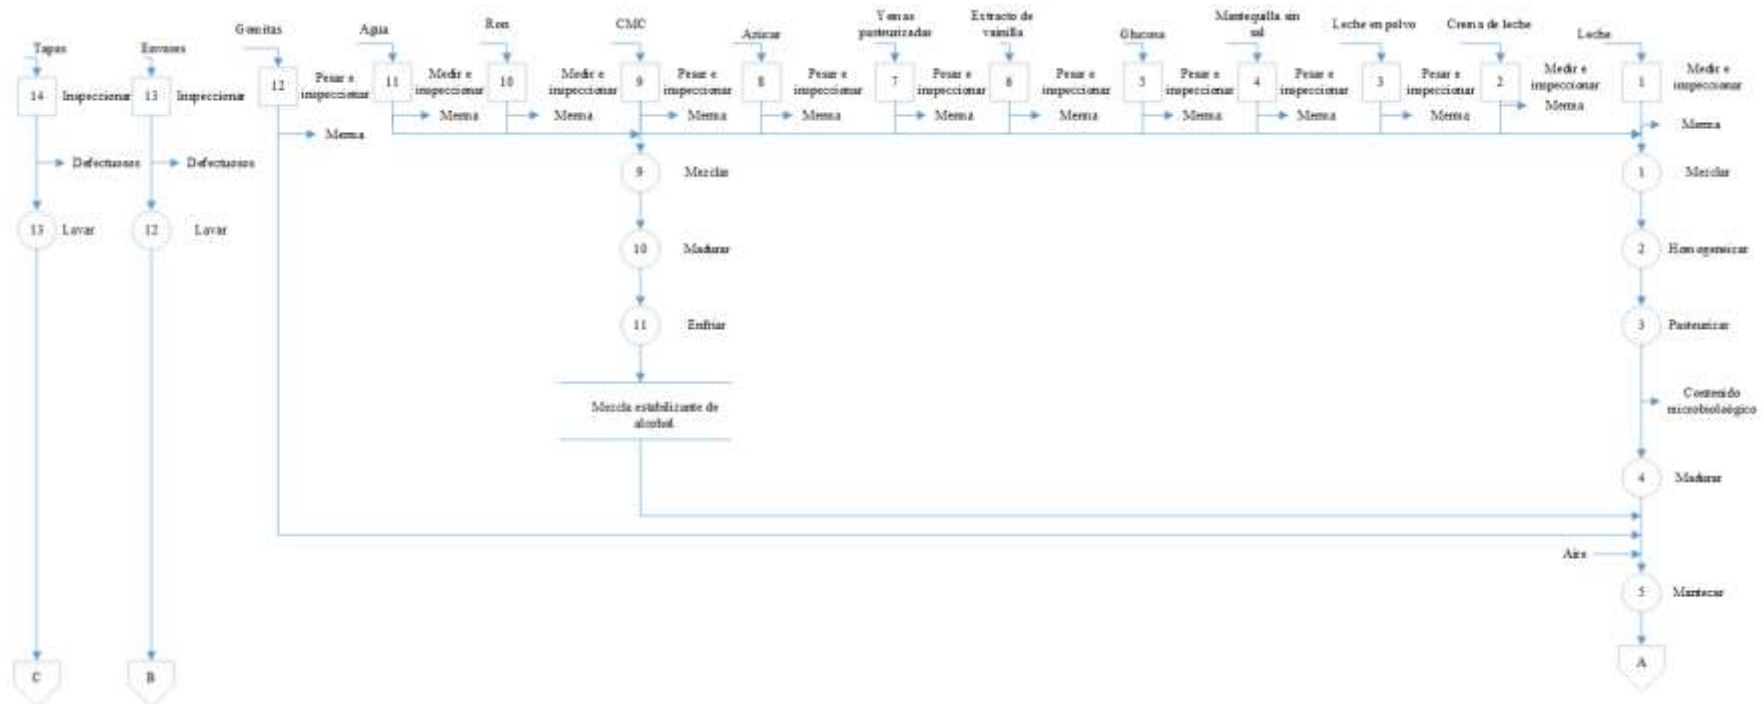 Tapas
Envases
Gomitas
Agua
Ron
CMC
Azúcar
Yemas
pasteurizadas
Extracto de
vainilla
Glucosa
Mantequilla sin
sal
Leche en polvo
Crema de leche
Leche
14
Inspeccionar
13
Inspeccionar
12
Pesar e
inspeccionar
11
Medir e
inspeccionar
10
Medir e
inspeccionar
9
Pesar e
inspeccionar
8
Pesar e
inspeccionar
7
Pesar e
inspeccionar
6
Pesar e
inspeccionar
5
Pesar e
inspeccionar
4
Pesar e
inspeccionar
3
Pesar e
inspeccionar
2
Medir e
inspeccionar
1
Medir e
inspeccionar
Merma
Merma
Merma
Merma
Merma
Merma
Merma
Merma
Merma
Merma
Merma
Merma
Defectuosos
Defectuosos
9
Mezclar
1
Mezclar
13
Lavar
12
Lavar
10
Madurar
2
Homogeneizar
11
Enfriar
3
Pasteurizar
Mezcla estabilizante de
alcohol
Contenido
microbiolaógico
4
Madurar
Aire
5
Mantecar
C
B
A